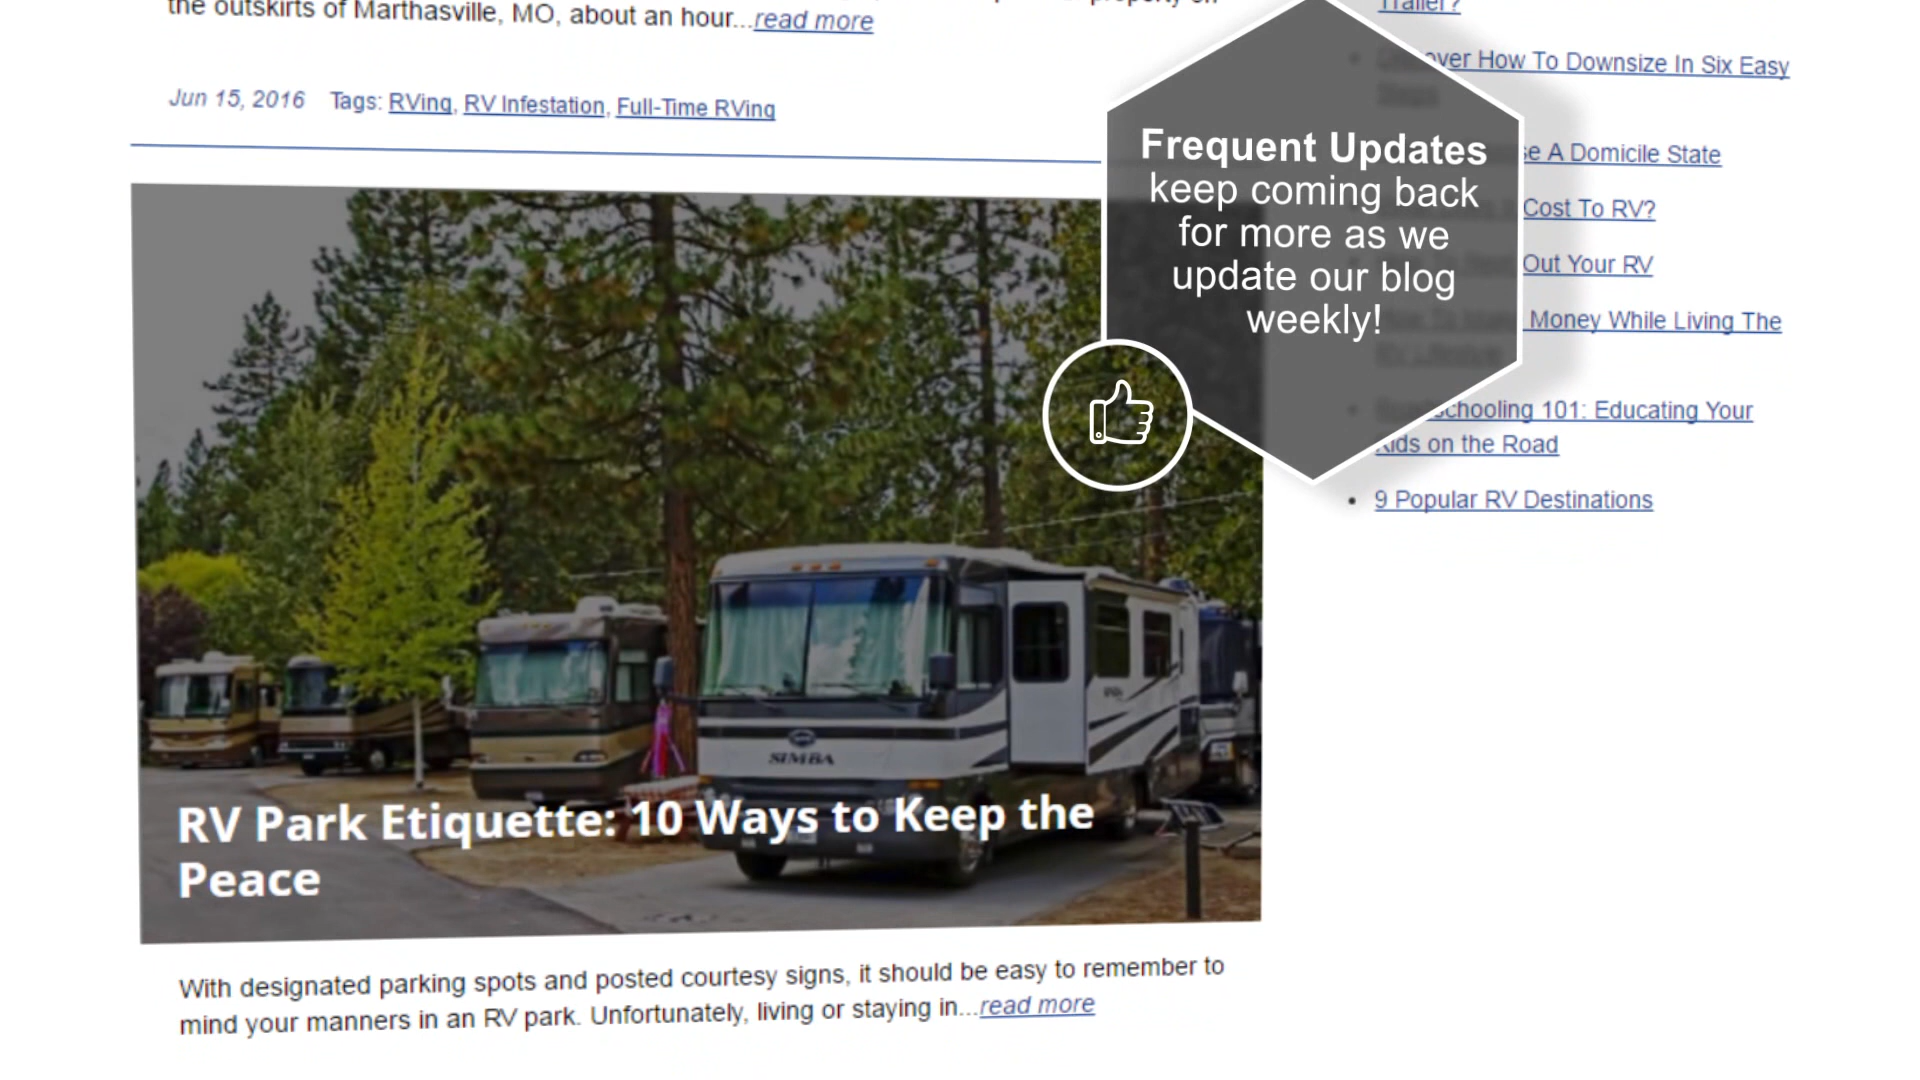 the outskirts of Marthasville, MO, about an hour...read more
Jun 15, 2016 Tags: RVing, RV Infestation, Full-Time RVing
RV Park Etiquette: 10 Ways to Keep the
Peace
SIMBA
With designated parking spots and posted courtesy signs, it should be easy to remember to
mind your manners in an RV park. Unfortunately, living or staying in...read more
Frequent Updates
keep coming back
for more as we
update our blog
weekly!
Trailer?
How To Downsize In Six Easy
Steps
A Domicile State
Cost To RV?
Out Your RV
Money While Living The
RV Lifestyle
101: Educating Your
Kids on the Road
• 9 Popular RV Destinations